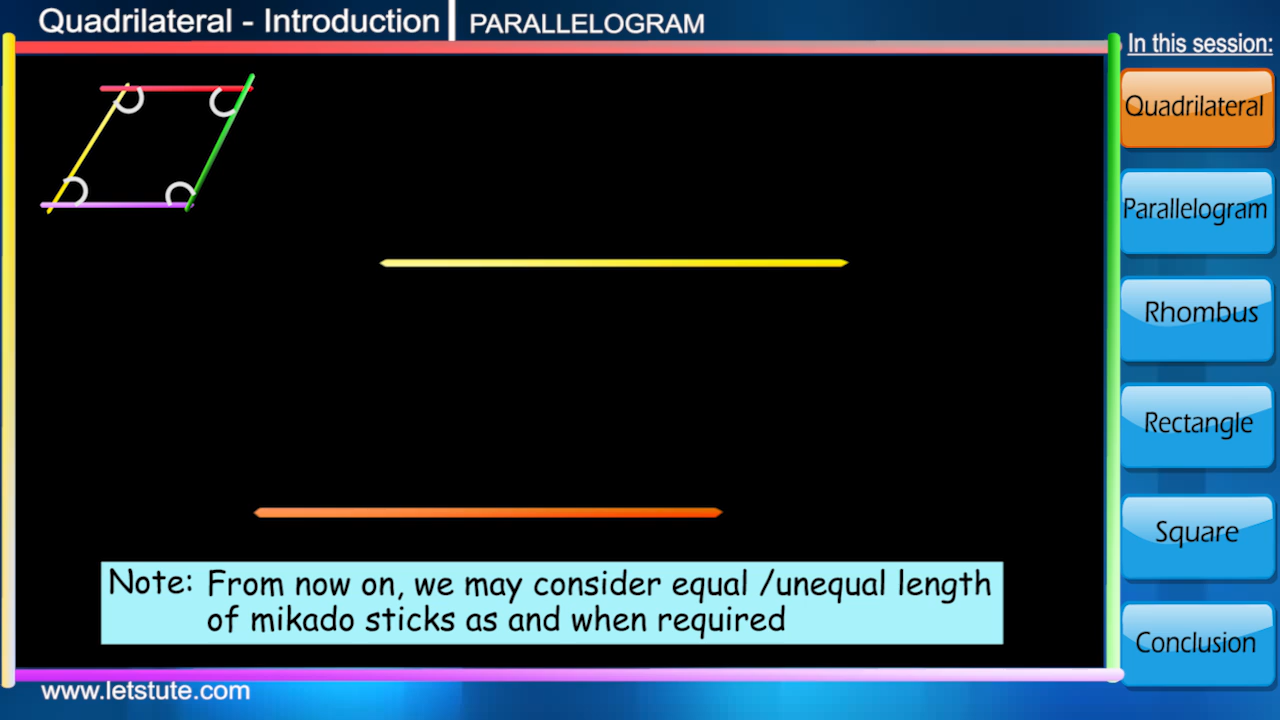 Quadrilateral - Introduction | PARALLELOGRAM
In this session:
Quadrilateral
Parallelogram
Rhombus
Rectangle
Square
Conclusion
Note: From now on, we may consider equal /unequal length
of mikado sticks as and when required
www.letstute.com